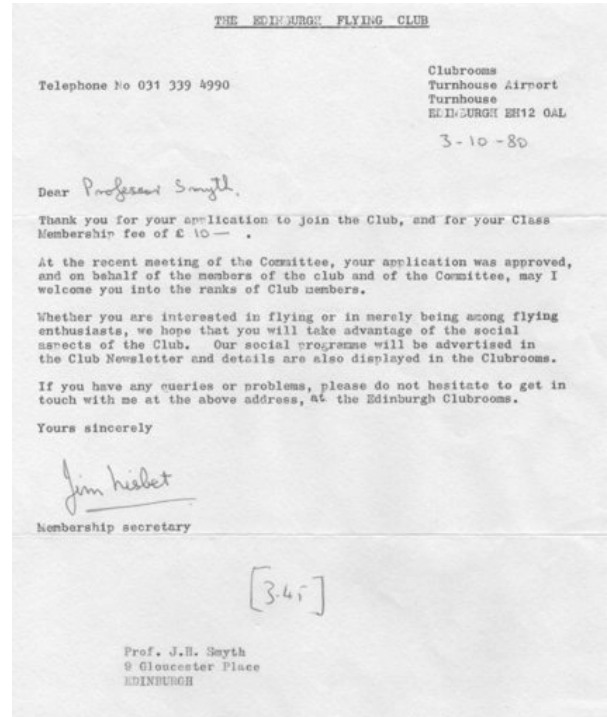 THE EDINBURGH FLYING CLUB
Telephone No 031 339 4990
Clubrooms
Turnhouse Airport
Turnhouse
EDINBURGH EH12 0AL
3-10-80
Dear Professor Smyth.
Thank you for your application to join the Club, and for your Class
Membership fee of £ 10 — .
At the recent meeting of the Committee, your application was approved,
and on behalf of the members of the club and of the Committee, may I
welcome you into the ranks of Club members.
Whether you are interested in flying or in merely being among flying
enthusiasts, we hope that you will take advantage of the social
aspects of the Club. Our social programme will be advertised in
the Club Newsletter and details are also displayed in the Clubrooms.
If you have any queries or problems, please do not hesitate to get in
touch with me at the above address, at the Edinburgh Clubrooms.
Yours sincerely
Jim Nisbet
Membership secretary
[3.45]
Prof. J.H. Smyth
9 Gloucester Place
EDINBURGH